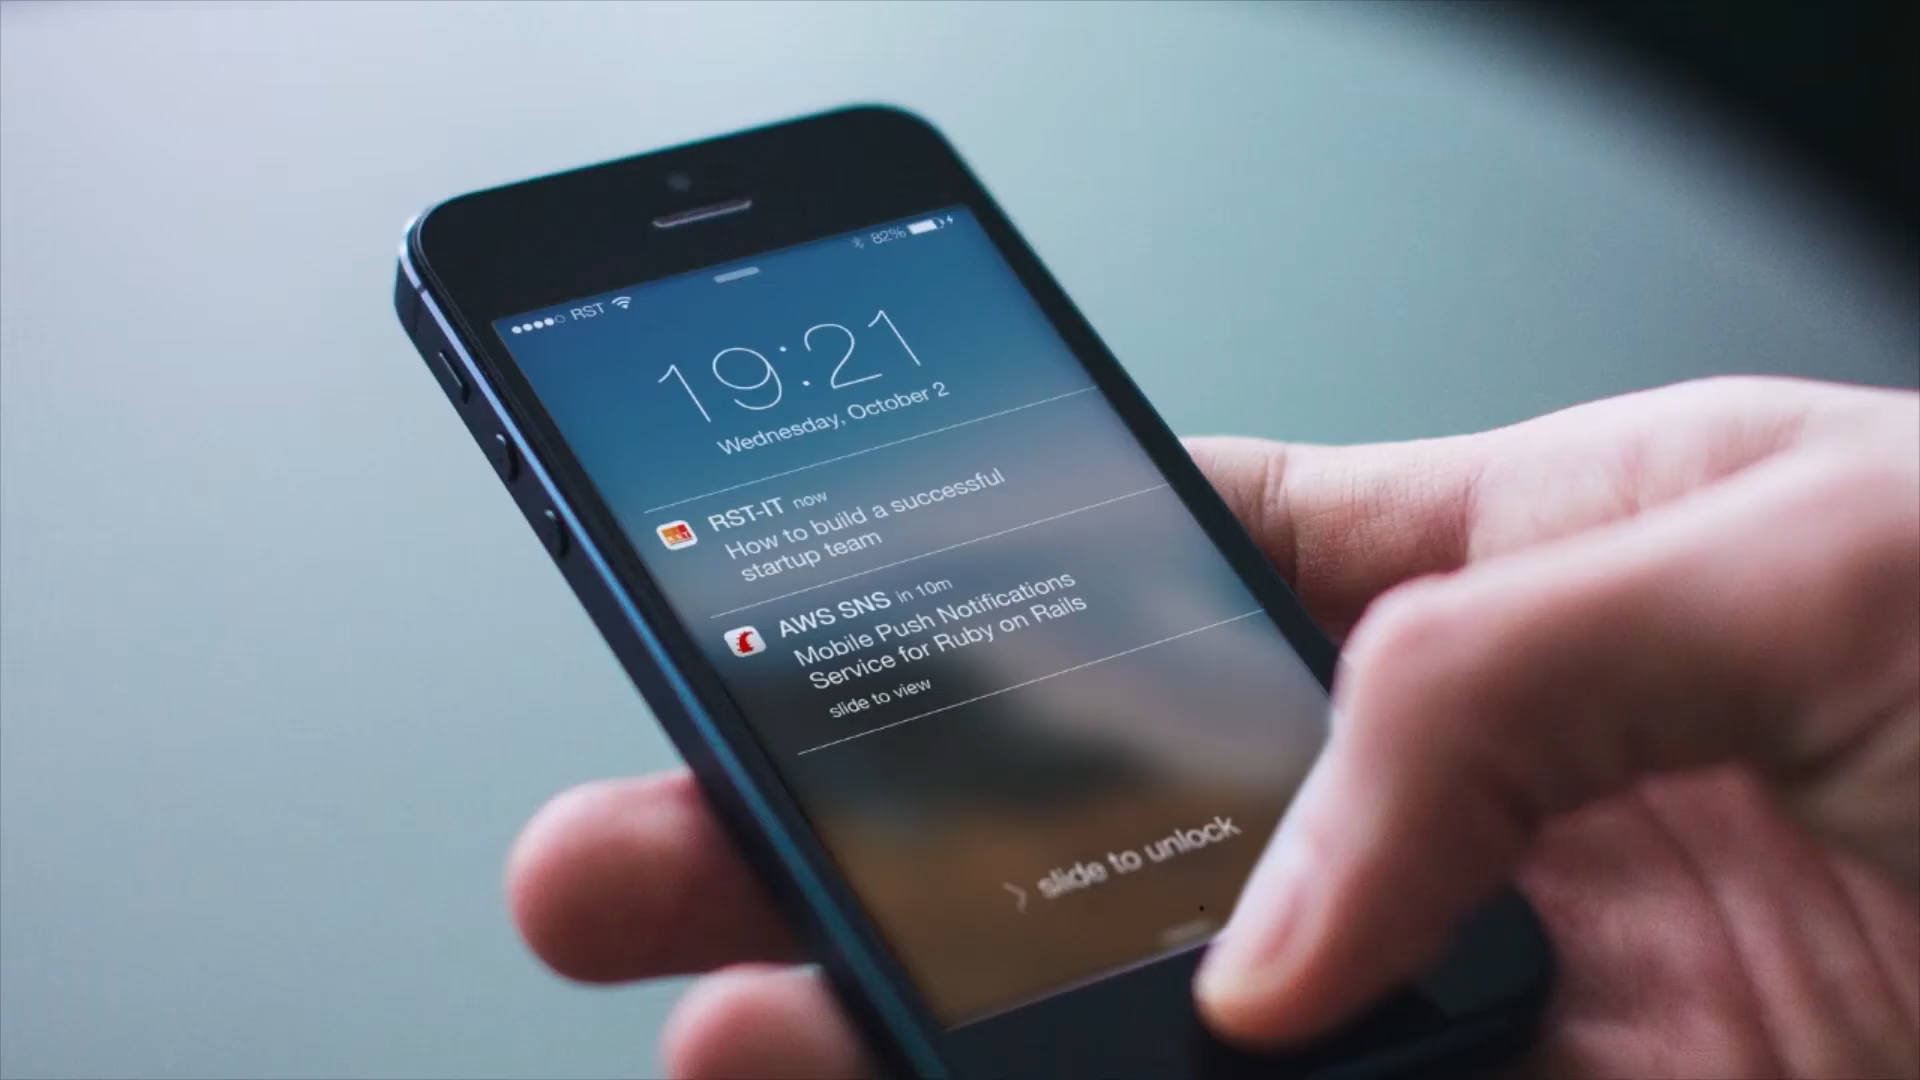 RST
82%
19:21
Wednesday, October 2
RST-IT now
How to build a successful
startup team
AWS SNS in 10m
Mobile Push Notifications
Service for Ruby on Rails
slide to view
slide to unlock